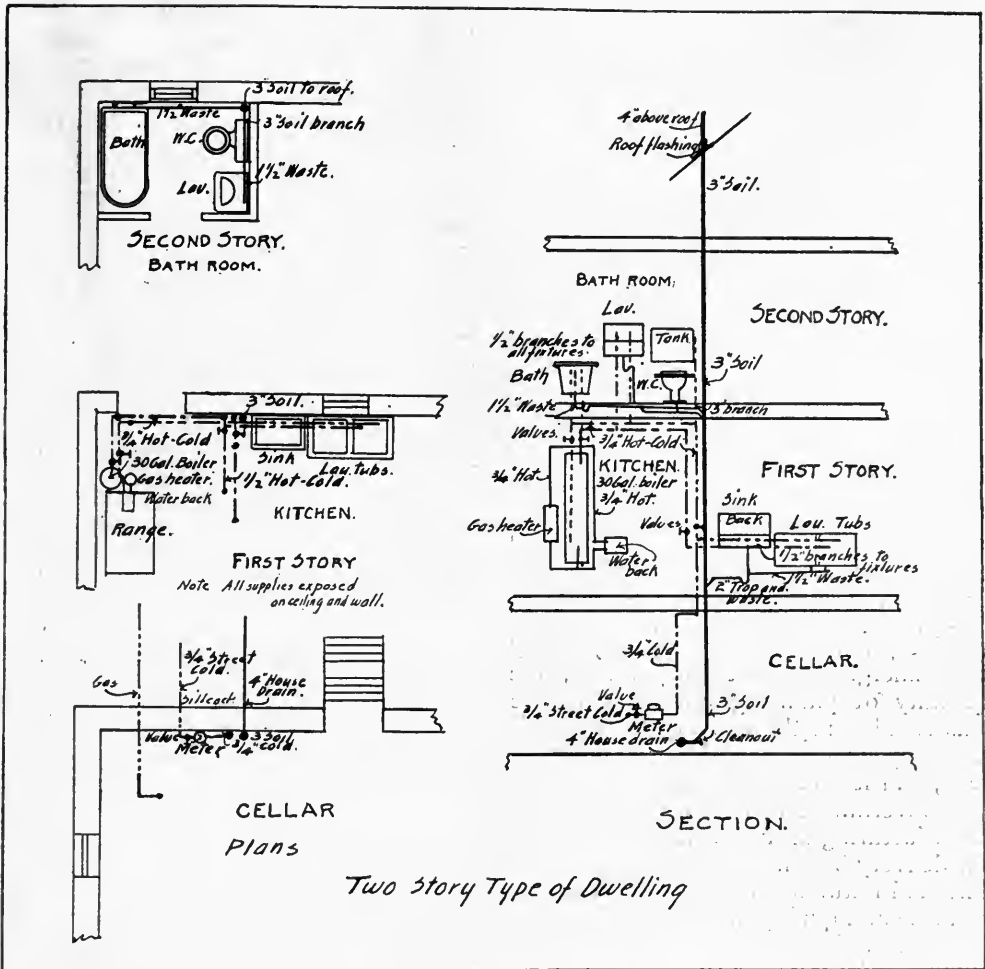 3" Soil to roof.
1½" Waste
Bath
W.C.
3" Soil branch
1½" Waste.
Lav.
SECOND STORY.
BATH ROOM.
3" Soil.
¾" Hot-Cold
30 Gal. Boiler
Gas heater.
Water back
Range.
Sink
Lau. tubs.
½" Hot-Cold.
KITCHEN.
FIRST STORY
Note All supplies exposed
on ceiling and wall.
Gas
¾" Street
Cold.
Sillcock
4" House
Drain.
Valve
Meter
¾" Cold.
3" Soil
CELLAR
Plans
4" above roof
Roof flashing
3" Soil.
BATH ROOM,
SECOND STORY.
Lav.
½" branches to
all fixtures.
Tank
Bath
W.C.
3" Soil
1½" Waste
3" branch
Valves
¾" Hot-Cold
KITCHEN.
30 Gal. boiler
¾" Hot
¾" Hot.
FIRST STORY.
Gas heater
Water
back
Valves
Sink
Back
Lau. Tubs
½" branches to
fixtures
1½" Waste.
2" Trap and
waste.
¾" Cold
CELLAR.
Valve
¾" Street Cold
Meter
3" Soil
4" House drain
Cleanout
SECTION.
Two Story Type of Dwelling